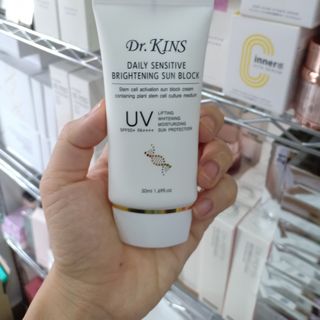 Dr. KINS
DAILY SENSITIVE
BRIGHTENING SUN BLOCK
Stem cell activation sun block cream
containing plant stem cell culture medium
UV
SPF50+ PA++++
LIFTING
WHITENING
MOISTURIZING
SUN PROTECTION
50ml 1.69fl.oz
C
inner